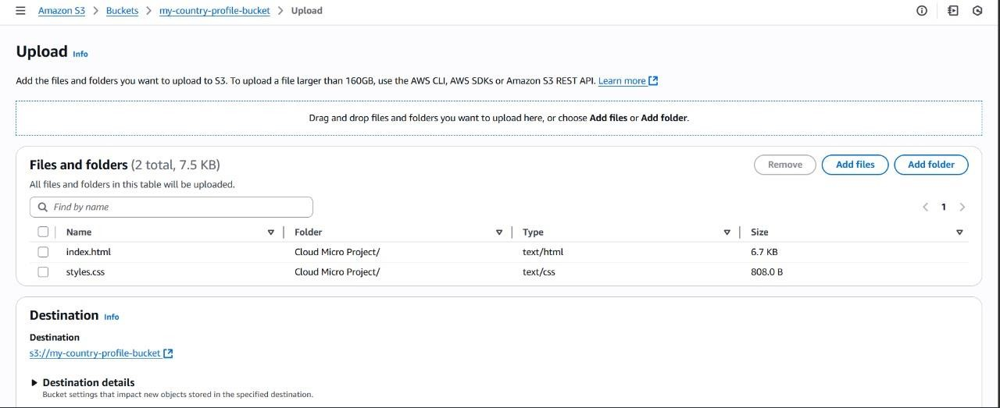 Amazon S3 > Buckets > my-country-profile-bucket > Upload
Upload Info
Add the files and folders you want to upload to S3. To upload a file larger than 160GB, use the AWS CLI, AWS SDKs or Amazon S3 REST API. Learn more
Drag and drop files and folders you want to upload here, or choose Add files or Add folder.
Files and folders (2 total, 7.5 KB)
Remove Add files Add folder
All files and folders in this table will be uploaded.
Find by name
< 1 >
Name Folder Type Size
index.html Cloud Micro Project/ text/html 6.7 KB
styles.css Cloud Micro Project/ text/css 808.0 B
Destination Info
Destination
s3://my-country-profile-bucket
Destination details
Bucket settings that impact new objects stored in the specified destination.